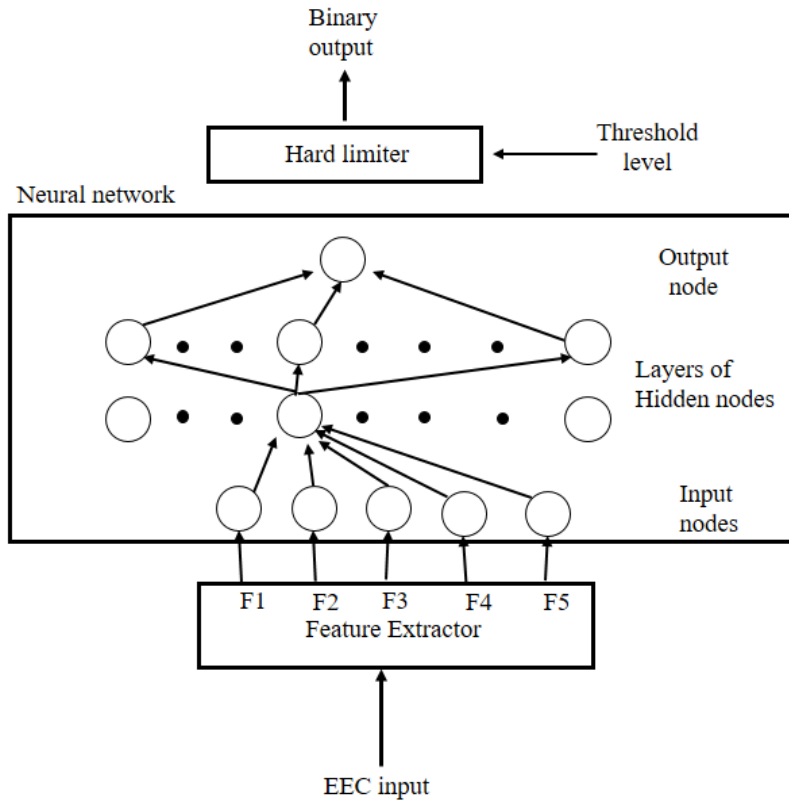 Binary
output
Hard limiter
Threshold
level
Neural network
Output
node
Layers of
Hidden nodes
Input
nodes
F1 F2 F3 F4 F5
Feature Extractor
EEC input